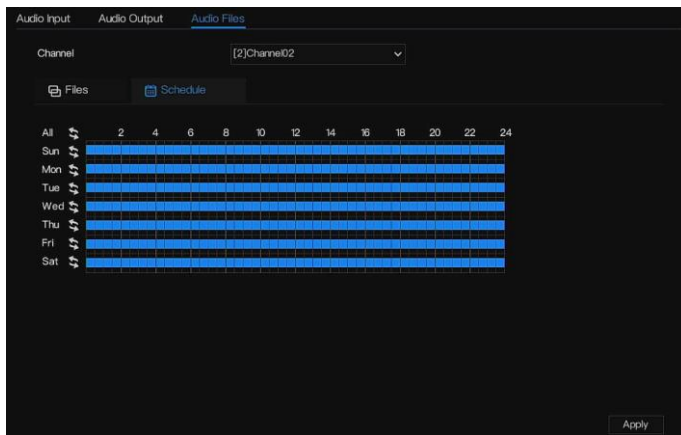 Audio Input Audio Output Audio Files
Channel [2]Channel02
Files Schedule
All 2 4 6 8 10 12 14 16 18 20 22 24
Sun
Mon
Tue
Wed
Thu
Fri
Sat
Apply